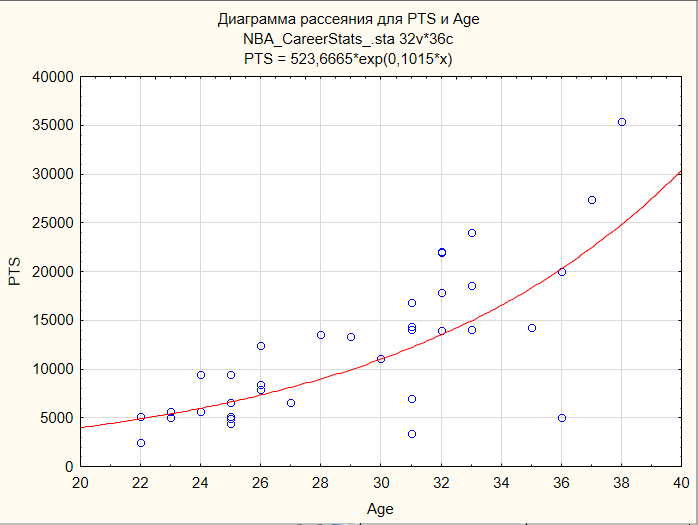 Диаграмма рассеяния для PTS и Age
NBA_CareerStats_.sta 32v*36c
PTS = 523,6665*exp(0,1015*x)
40000
35000
30000
25000
20000
15000
10000
5000
0
PTS
20 22 24 26 28 30 32 34 36 38 40
Age